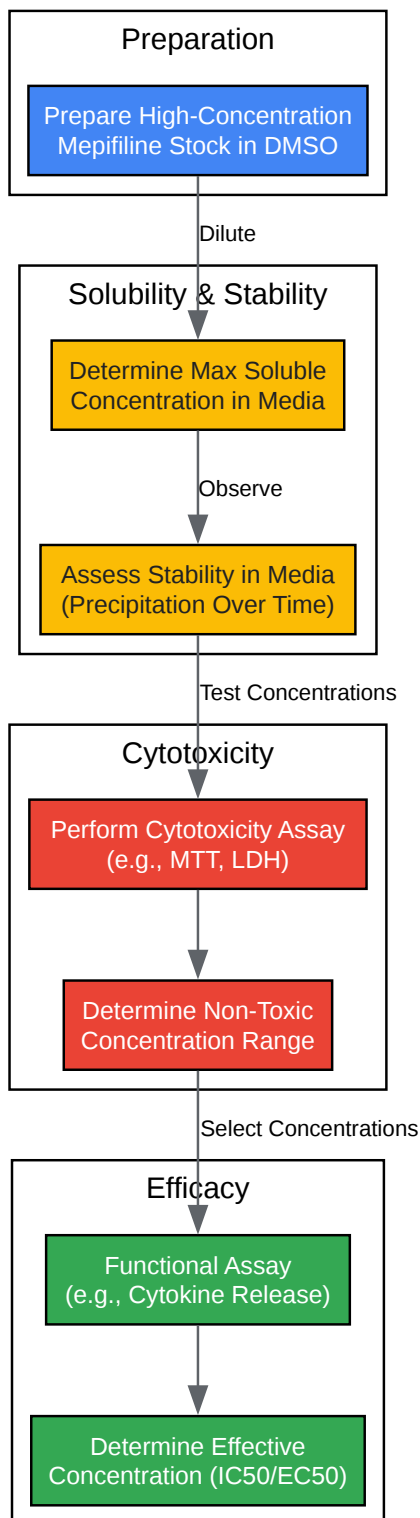 Preparation
Prepare High-Concentration
Mepifiline Stock in DMSO
Dilute
Solubility & Stability
Determine Max Soluble
Concentration in Media
Observe
Assess Stability in Media
(Precipitation Over Time)
Test Concentrations
Cytotoxicity
Perform Cytotoxicity Assay
(e.g., MTT, LDH)
Determine Non-Toxic
Concentration Range
Select Concentrations
Efficacy
Functional Assay
(e.g., Cytokine Release)
Determine Effective
Concentration (IC50/EC50)